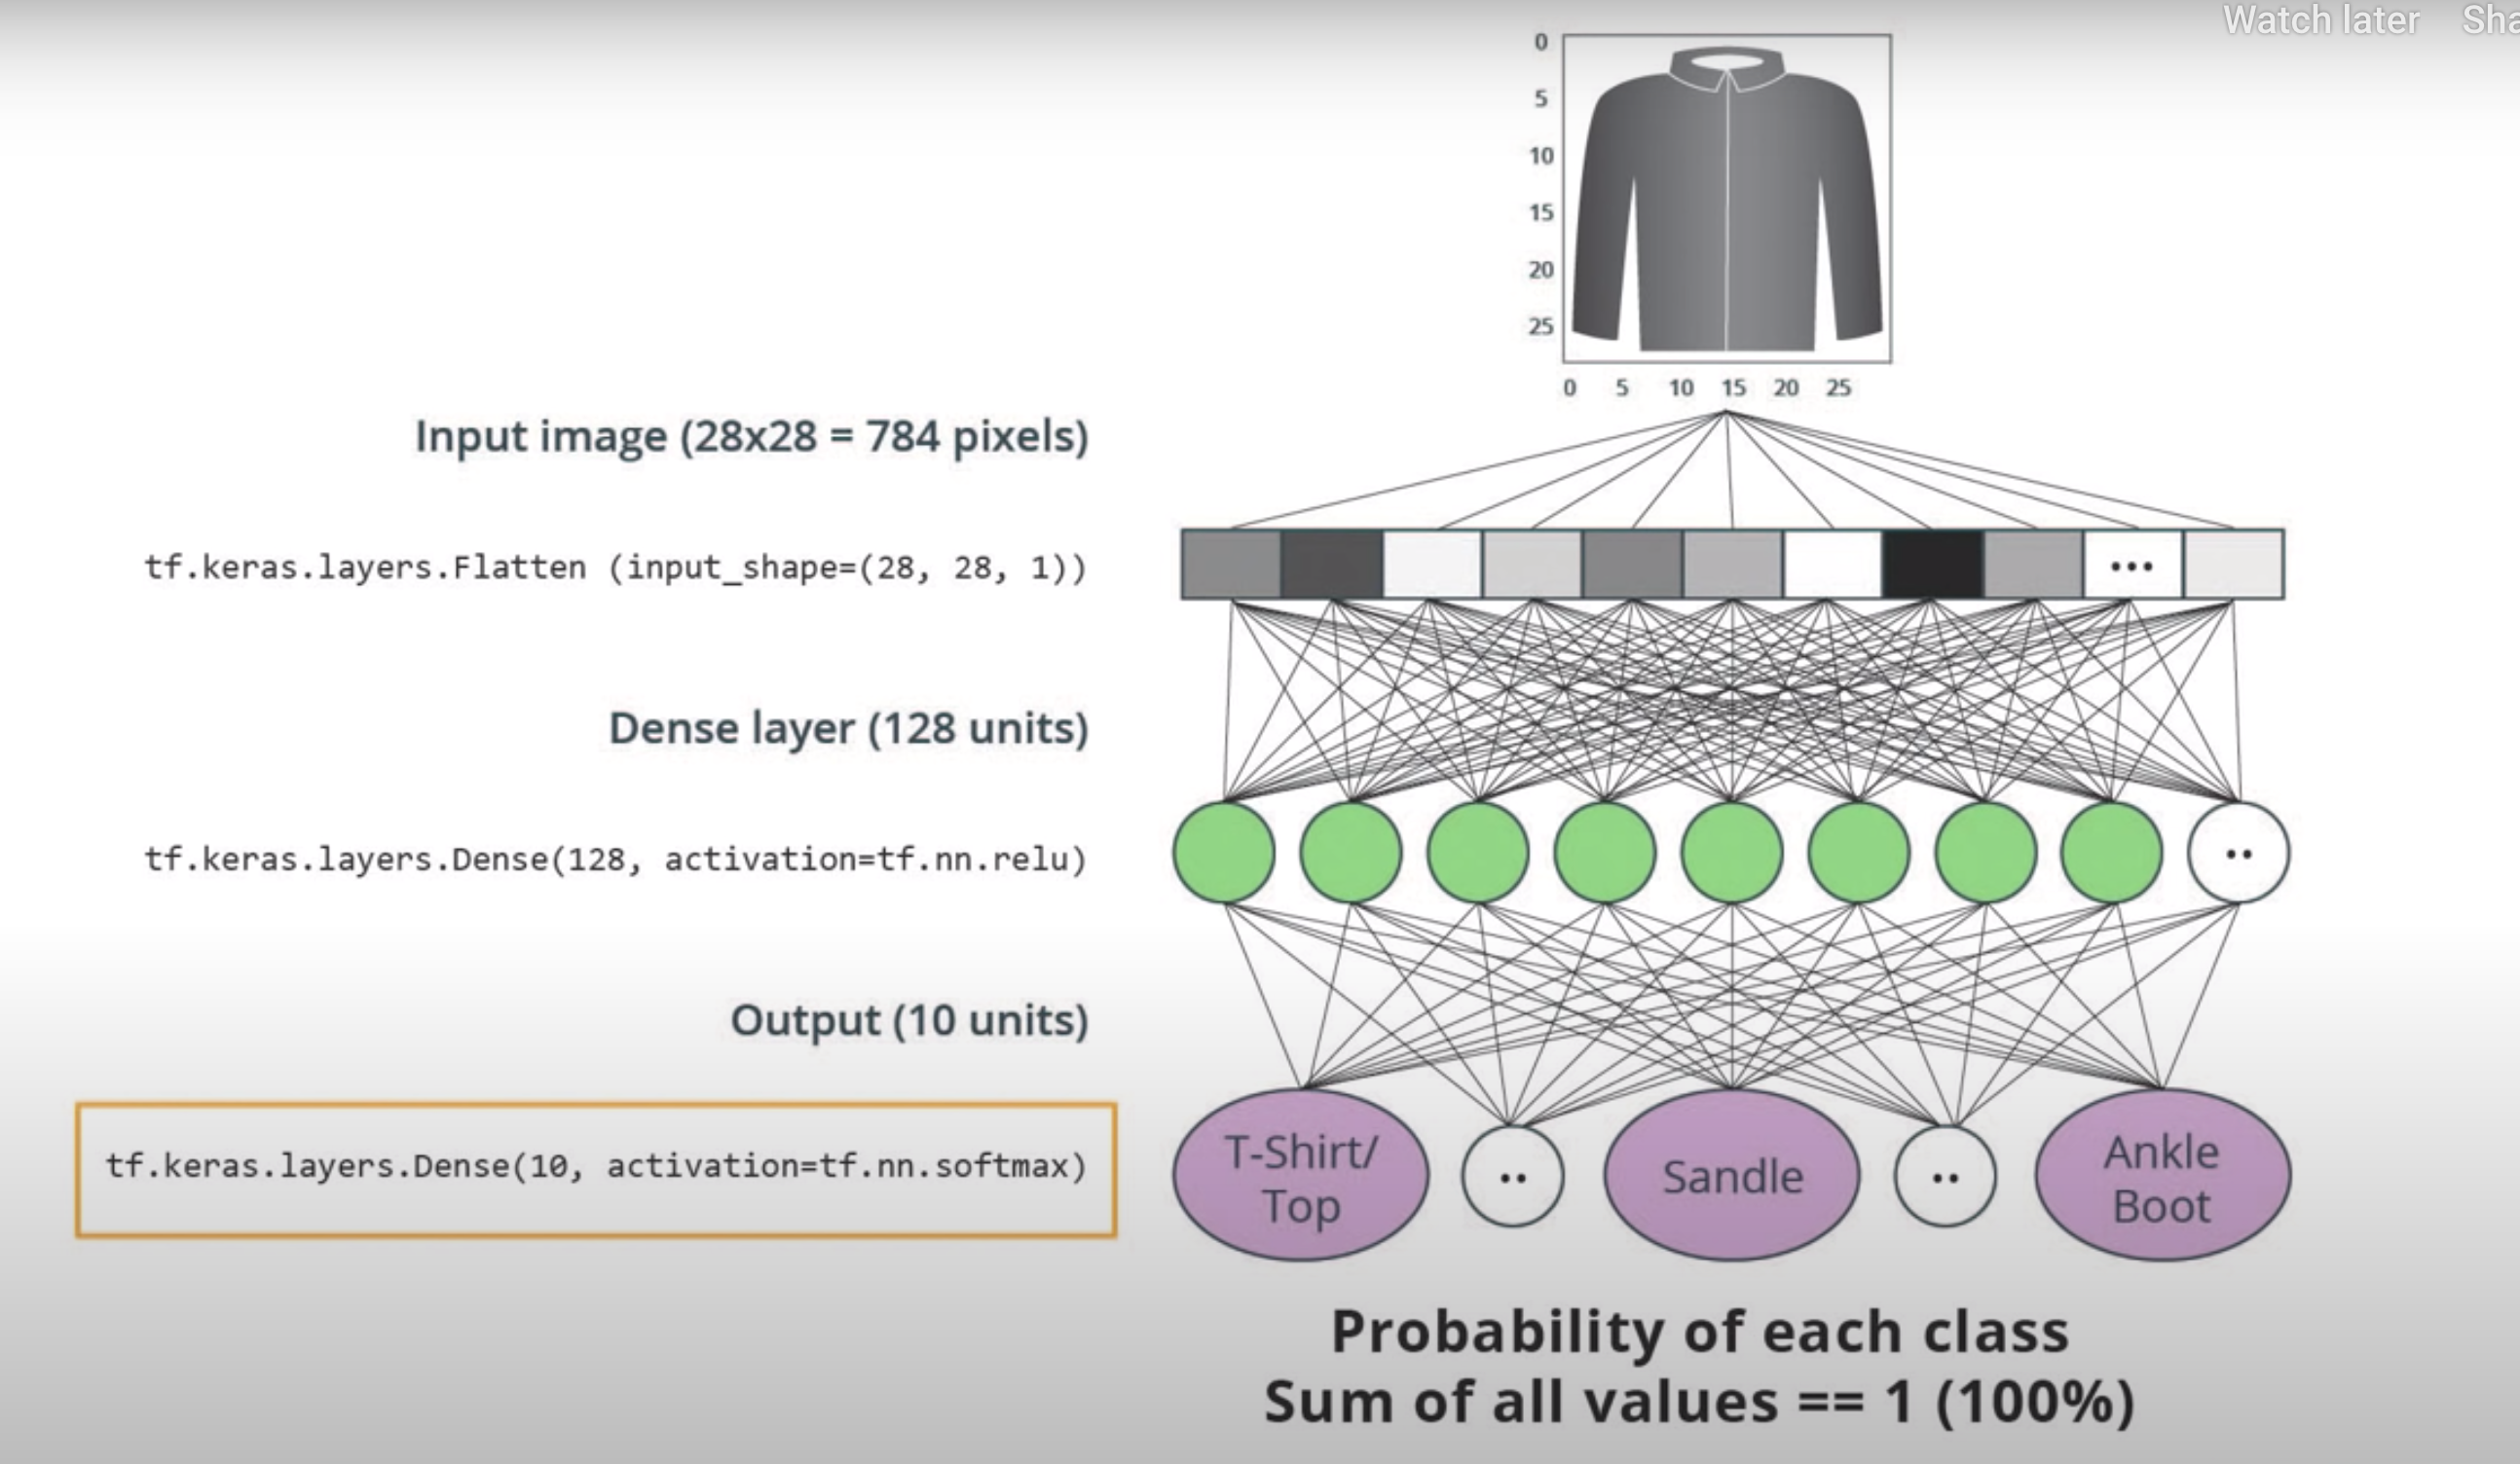 Watch later Sha
0
5
10
15
20
25
0 5 10 15 20 25
Input image (28x28 = 784 pixels)
tf.keras.layers.Flatten (input_shape=(28, 28, 1))
...
Dense layer (128 units)
tf.keras.layers.Dense(128, activation=tf.nn.relu)
..
Output (10 units)
tf.keras.layers.Dense(10, activation=tf.nn.softmax)
T-Shirt/
Top
..
Sandle
..
Ankle
Boot
Probability of each class
Sum of all values == 1 (100%)